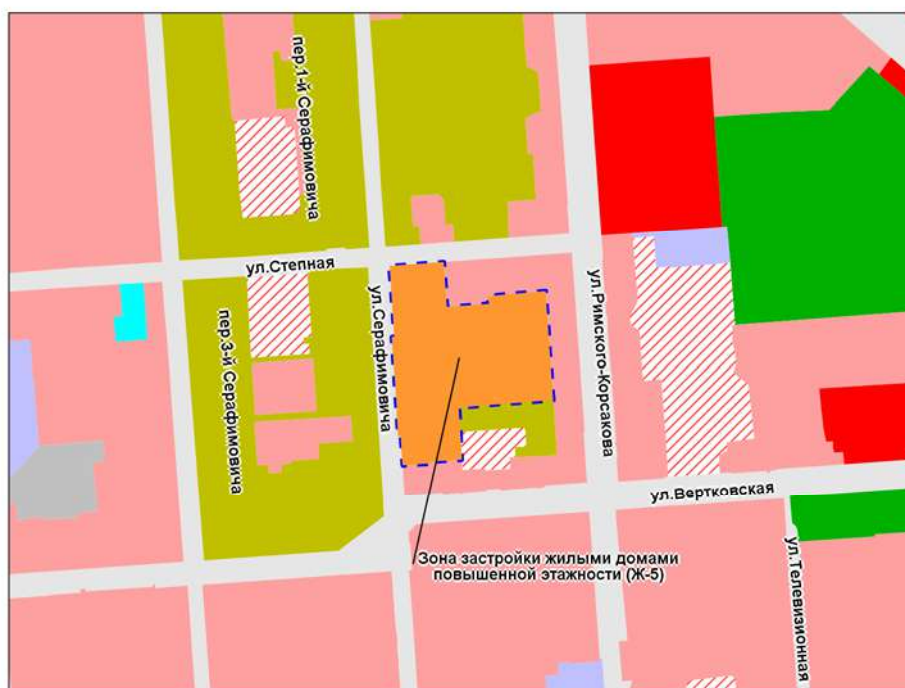 пер.1-й Серафимовича
ул.Степная
ул.Серафимовича
ул.Римского-Корсакова
пер.3-й Серафимовича
ул.Вертковская
ул.Телевизионная
Зона застройки жилыми домами
повышенной этажности (Ж-5)